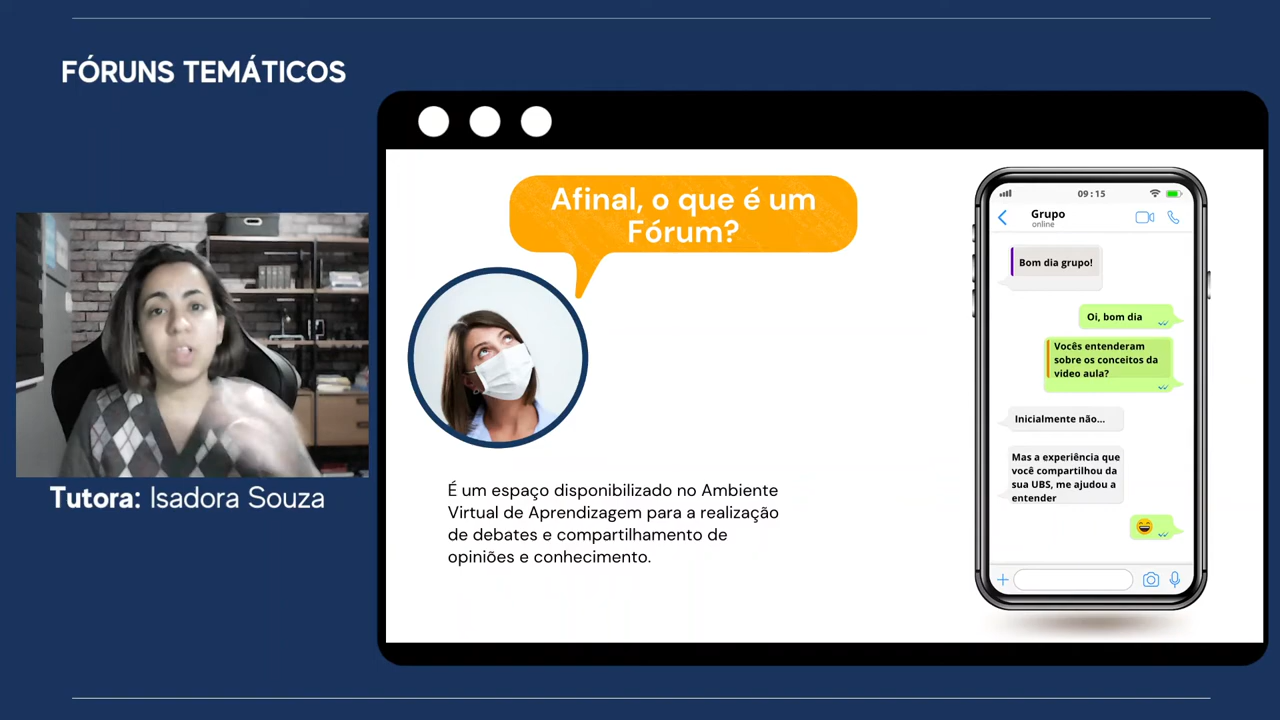 FÓRUNS TEMÁTICOS
Afinal, o que é um
Fórum?
É um espaço disponibilizado no Ambiente
Virtual de Aprendizagem para a realização
de debates e compartilhamento de
opiniões e conhecimento.
Tutora: Isadora Souza
09:15
Grupo
online
Bom dia grupo!
Oi, bom dia
Vocês entenderam
sobre os conceitos da
video aula?
Inicialmente não...
Mas a experiência que
você compartilhou da
sua UBS, me ajudou a
entender